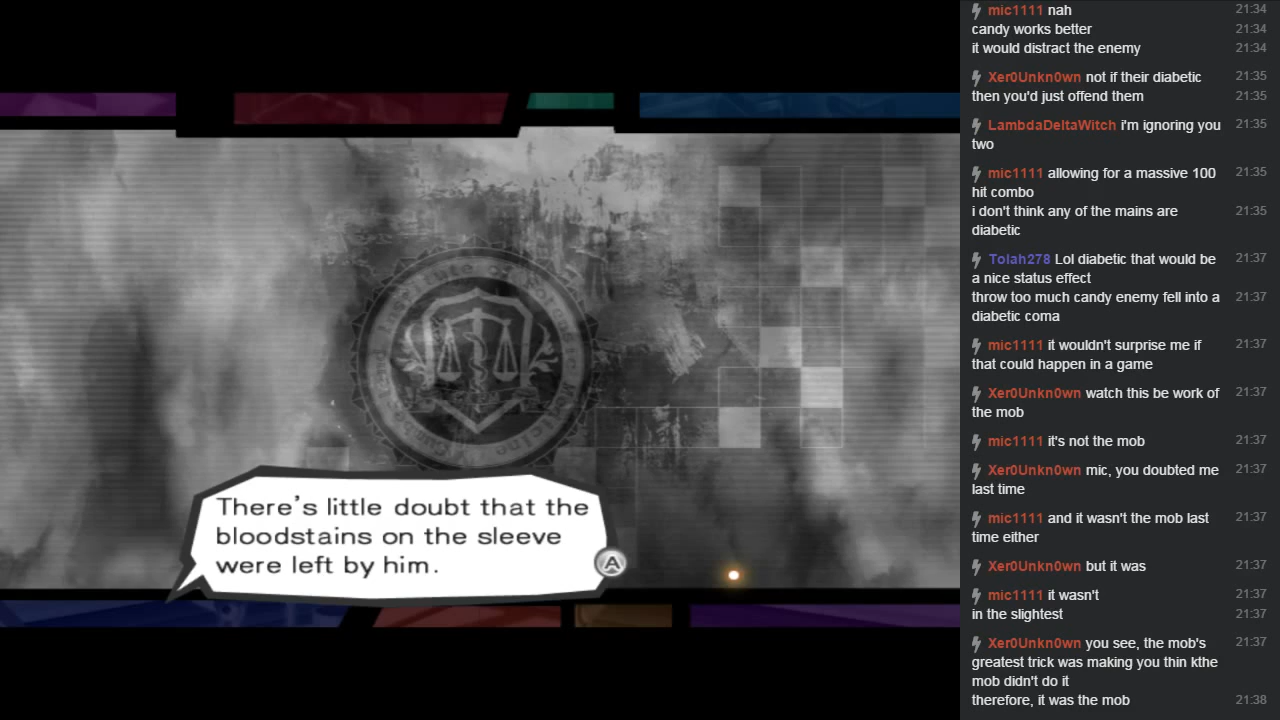 mic1111 nah 21:34
candy works better 21:34
it would distract the enemy 21:34
Xer0Unkn0wn not if their diabetic 21:35
then you'd just offend them 21:35
LambdaDeltaWitch i'm ignoring you 21:35
two
mic1111 allowing for a massive 100 21:35
hit combo
i don't think any of the mains are 21:35
diabetic
Tolah278 Lol diabetic that would be 21:37
a nice status effect
throw too much candy enemy fell into a 21:37
diabetic coma
mic1111 it wouldn't surprise me if 21:37
that could happen in a game
Xer0Unkn0wn watch this be work of 21:37
the mob
mic1111 it's not the mob 21:37
Xer0Unkn0wn mic, you doubted me 21:37
last time
mic1111 and it wasn't the mob last 21:37
time either
Xer0Unkn0wn but it was 21:37
mic1111 it wasn't 21:37
in the slightest 21:37
Xer0Unkn0wn you see, the mob's 21:37
greatest trick was making you thin kthe
mob didn't do it
therefore, it was the mob 21:38
There's little doubt that the
bloodstains on the sleeve
were left by him.
A